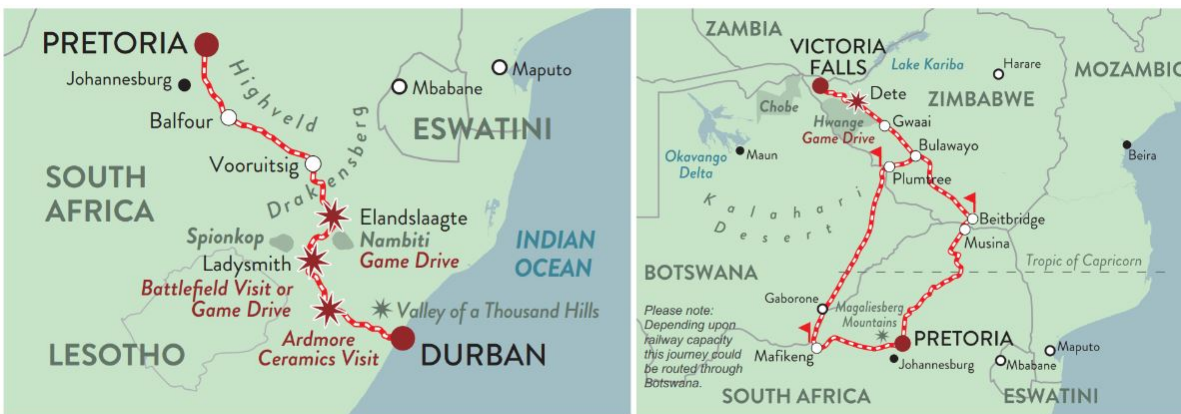 PRETORIA
Johannesburg
Highveld
Maputo
Mbabane
Balfour
ESWATINI
Vooruitsig
Drakensberg
SOUTH
AFRICA
Elandslaagte
Spionkop
Nambiti
Game Drive
INDIAN
OCEAN
Ladysmith
Battlefield Visit or
Game Drive
Valley of a Thousand Hills
Ardmore
Ceramics Visit
LESOTHO
DURBAN
ZAMBIA
VICTORIA
FALLS
Lake Kariba
Harare
MOZAMBIC
Dete
ZIMBABWE
Chobe
Hwange
Game Drive
Gwaai
Okavango
Delta
Maun
Bulawayo
Beira
Plumtree
Kalahari
Desert
Beitbridge
Musina
BOTSWANA
Tropic of Capricorn
Gaborone
Magaliesberg
Mountains
Please note:
Depending upon
railway capacity
this journey could
be routed through
Botswana.
PRETORIA
Mafikeng
Johannesburg
Maputo
Mbabane
SOUTH AFRICA
ESWATINI